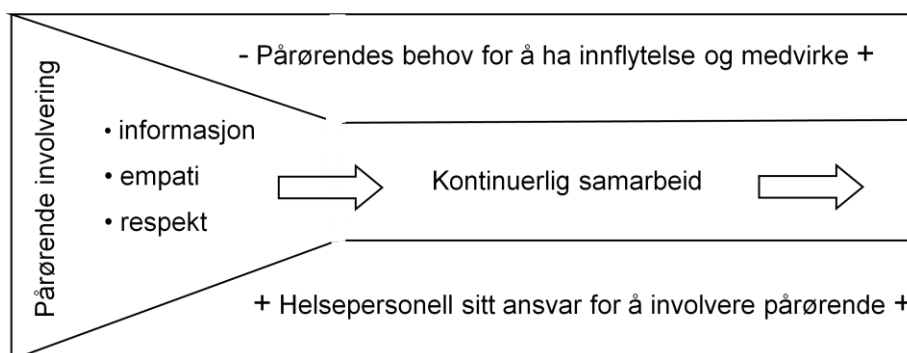 - Pårørendes behov for å ha innflytelse og medvirke +
Pårørende involvering
• informasjon
• empati
• respekt
Kontinuerlig samarbeid
+ Helsepersonell sitt ansvar for å involvere pårørende +